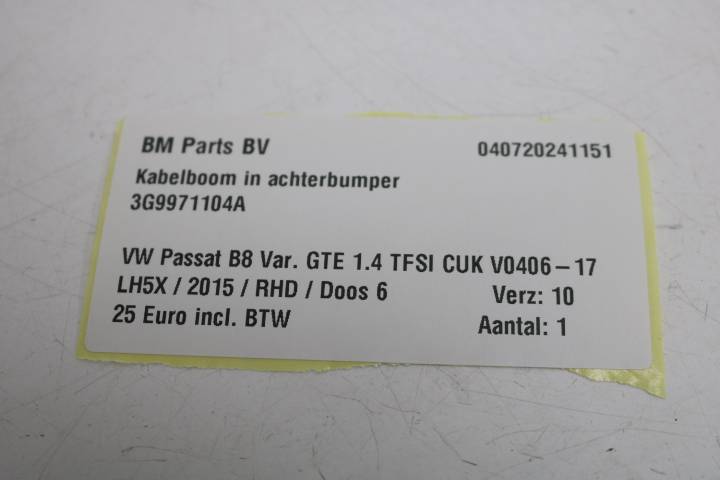 BM Parts BV 040720241151
Kabelboom in achterbumper
3G9971104A
VW Passat B8 Var. GTE 1.4 TFSI CUK V0406-17
LH5X / 2015 / RHD / Doos 6 Verz: 10
25 Euro incl. BTW Aantal: 1